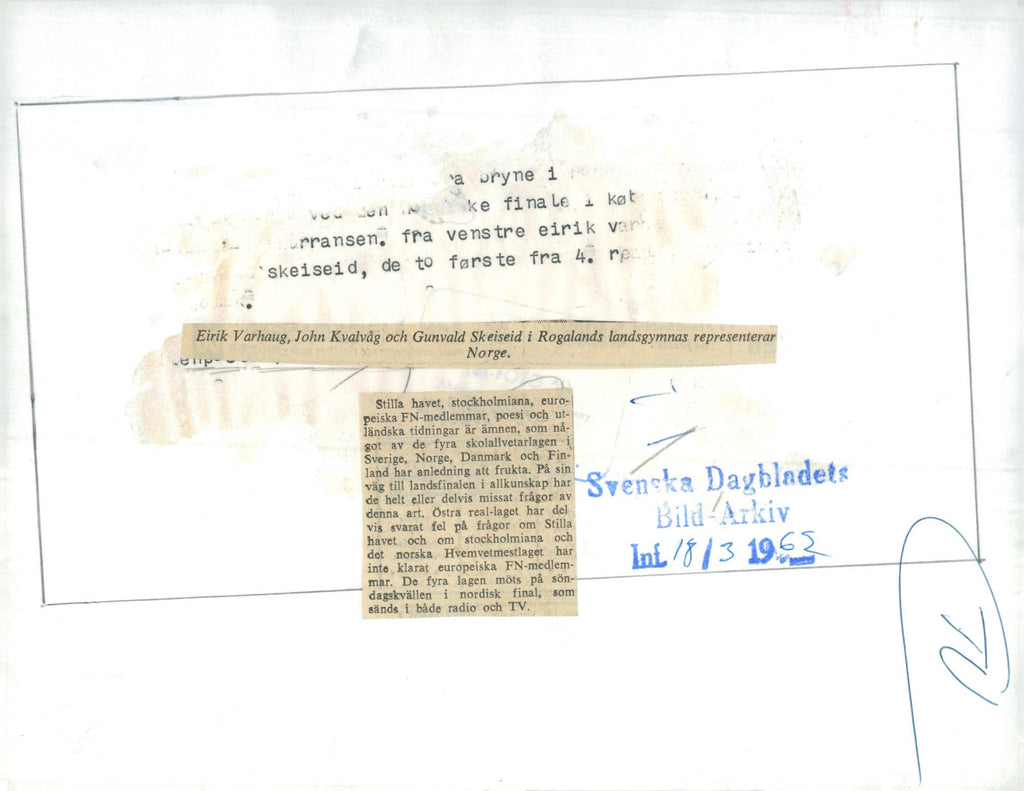 bryne i
ke finale i køb
rransen. fra venstre eirik var
skeiseid, de to første fra 4.
Eirik Varhaug, John Kvalvåg och Gunvald Skeiseid i Rogalands landsgymnas representerar
Norge.
Stilla havet, stockholmiana, euro-
peiska FN-medlemmar, poesi och ut-
ländska tidningar är ämnen, som nå-
got av de fyra skolallvetarlagen i
Sverige, Norge, Danmark och Fin-
land har anledning att frukta. På sin
väg till landsfinalen i allkunskap har
de helt eller delvis missat frågor av
denna art. Östra real-laget har del
vis svarat fel på frågor om Stilla
havet och om stockholmiana och
det norska Hvemvetmestlaget har
inte klarat europeiska FN-medlem-
mar. De fyra lagen möts på sön-
dagskvällen i nordisk final, som
sänds i både radio och TV.
Svenska Dagbladets
Bild-Arkiv
Inf. 18/3 1962